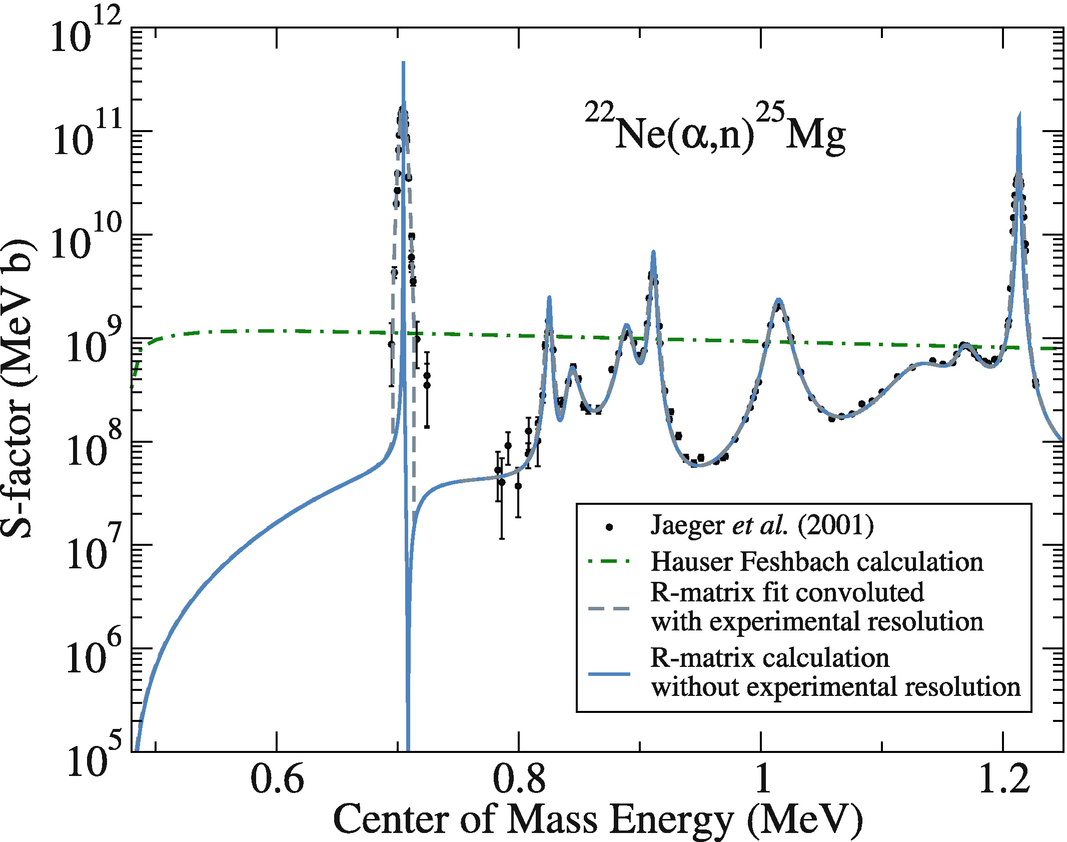 10¹²
10¹¹
10¹⁰
10⁹
10⁸
10⁷
10⁶
10⁵
S-factor (MeV b)
²²Ne(α,n)²⁵Mg
Jaeger et al. (2001)
Hauser Feshbach calculation
R-matrix fit convoluted
with experimental resolution
R-matrix calculation
without experimental resolution
0.6 0.8 1 1.2
Center of Mass Energy (MeV)